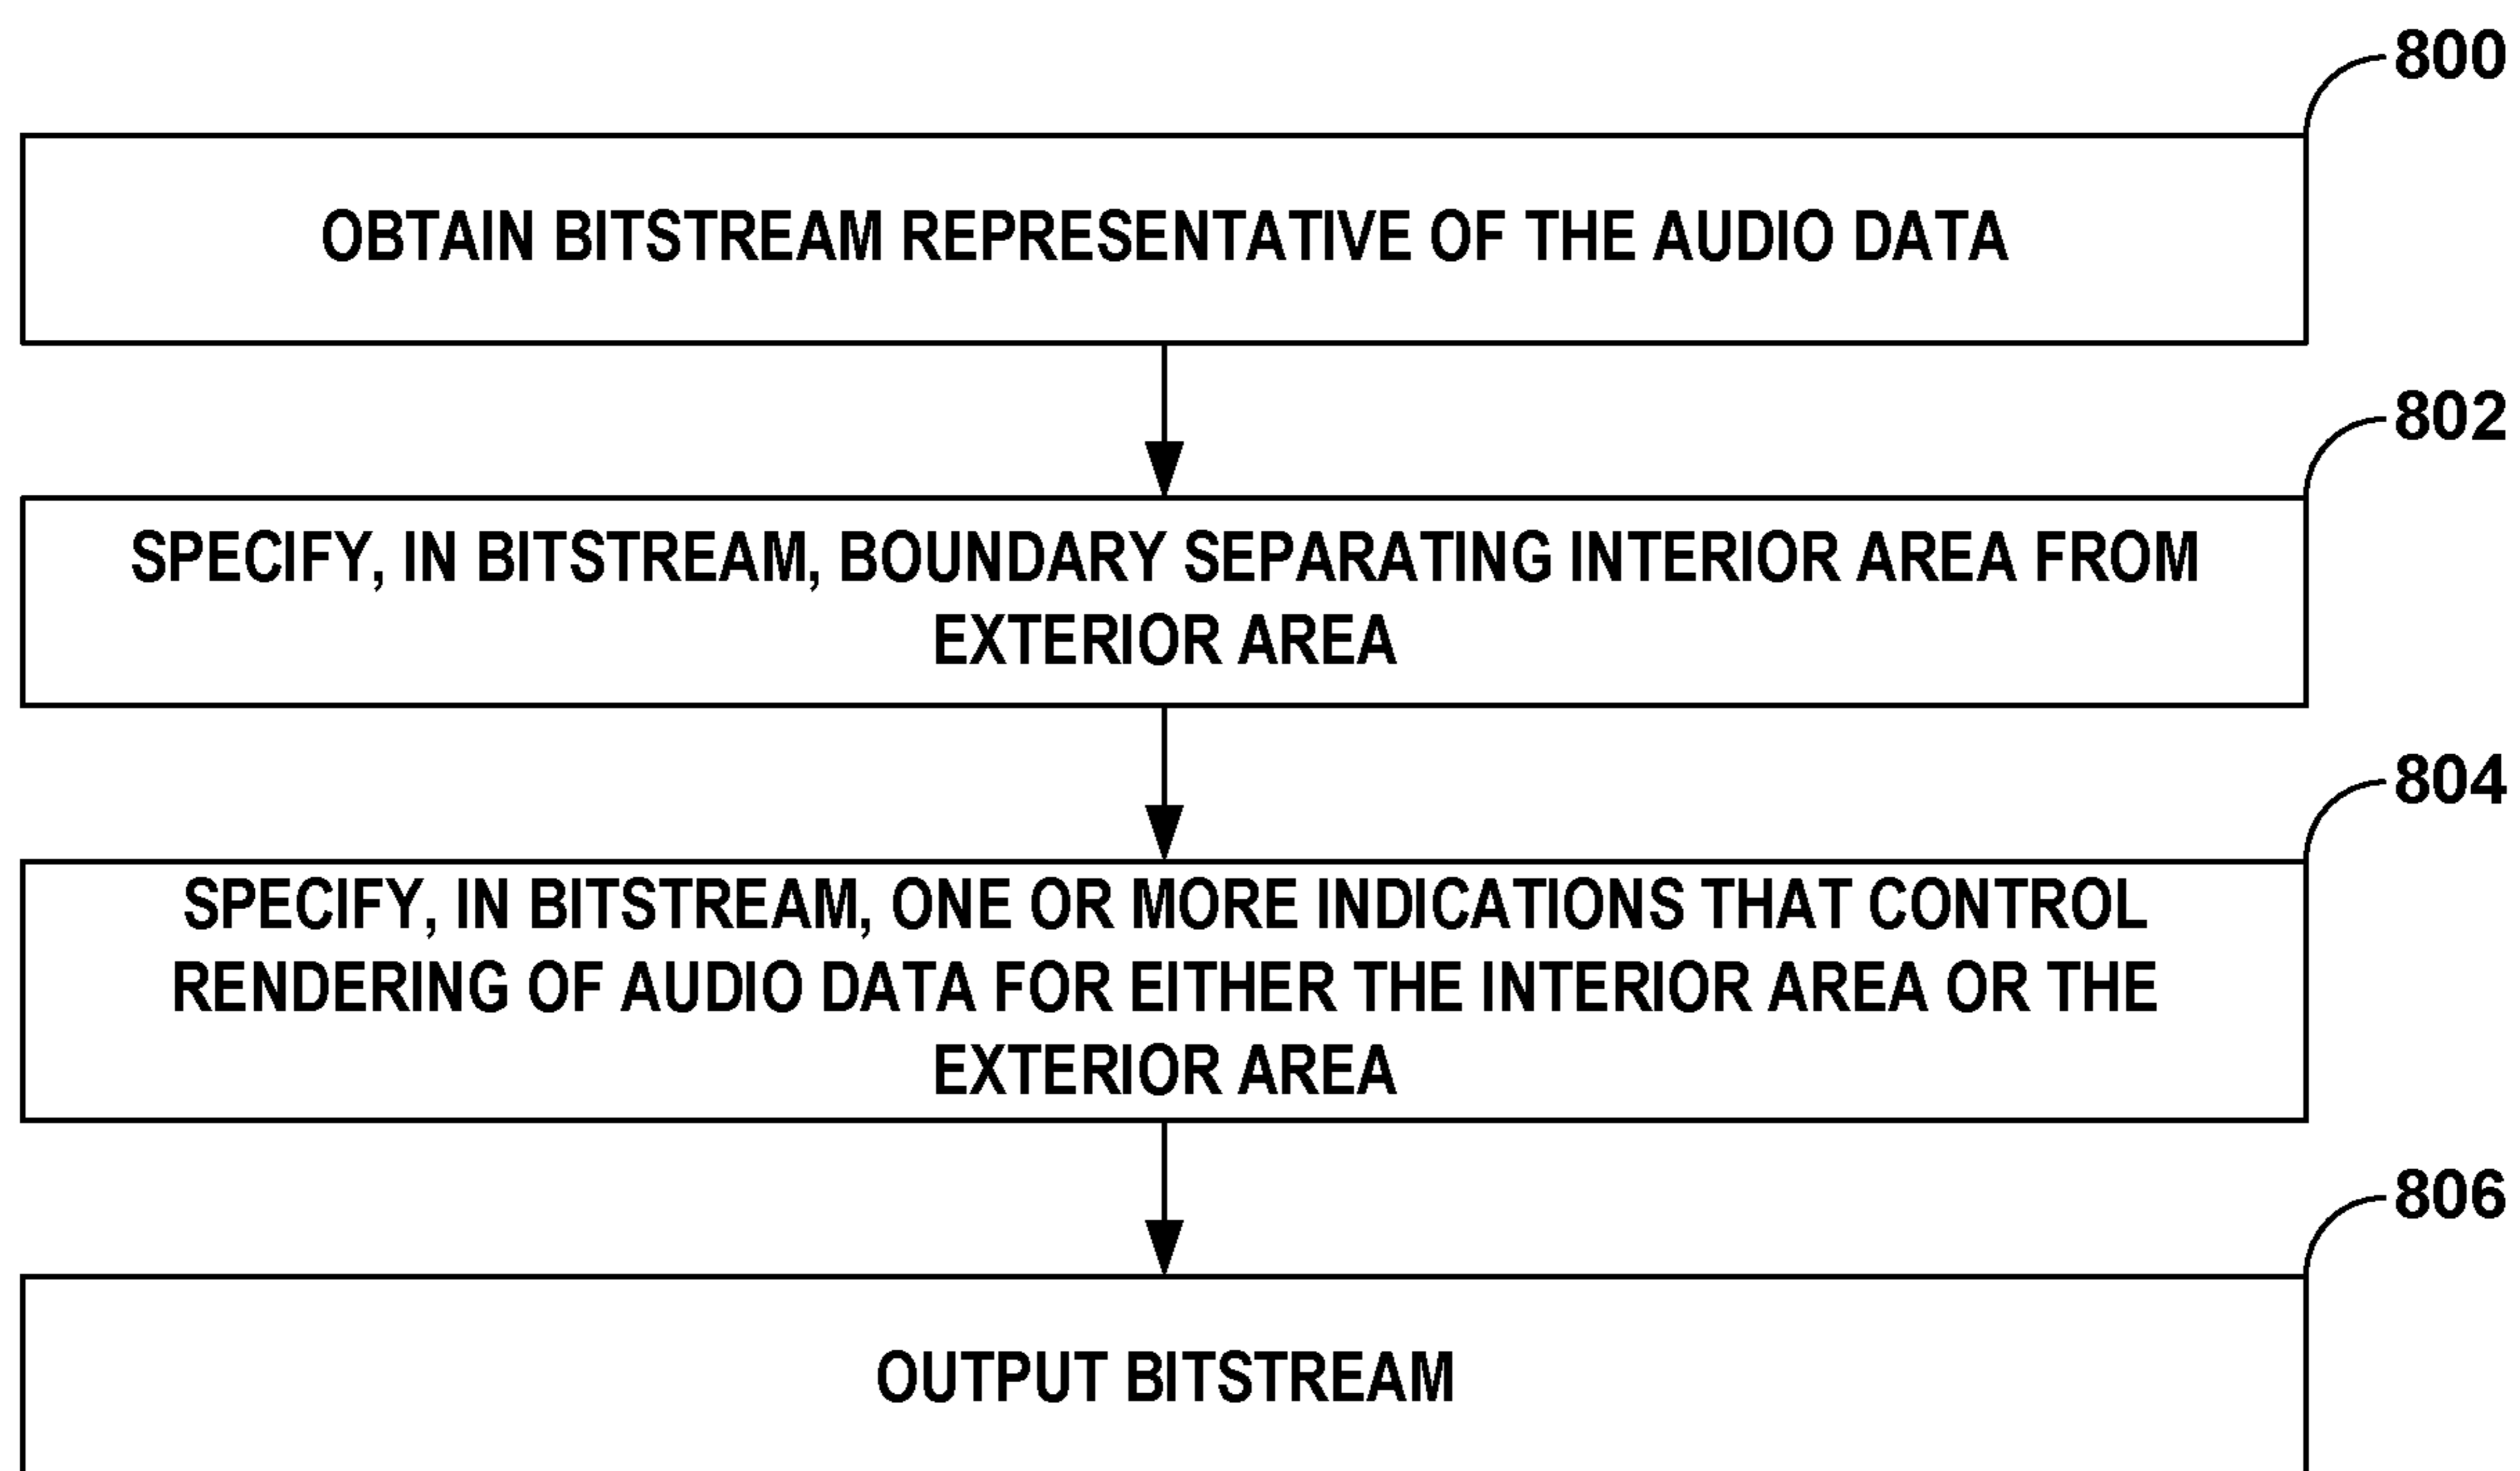 800
OBTAIN BITSTREAM REPRESENTATIVE OF THE AUDIO DATA
802
SPECIFY, IN BITSTREAM, BOUNDARY SEPARATING INTERIOR AREA FROM
EXTERIOR AREA
804
SPECIFY, IN BITSTREAM, ONE OR MORE INDICATIONS THAT CONTROL
RENDERING OF AUDIO DATA FOR EITHER THE INTERIOR AREA OR THE
EXTERIOR AREA
806
OUTPUT BITSTREAM